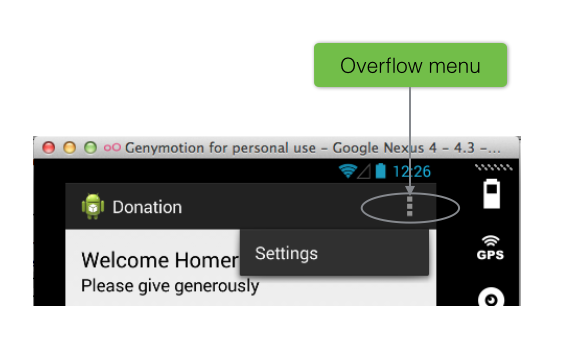 Overflow menu
Genymotion for personal use – Google Nexus 4 – 4.3 –...
12:26
Donation
GPS
Settings
Welcome Homer
Please give generously